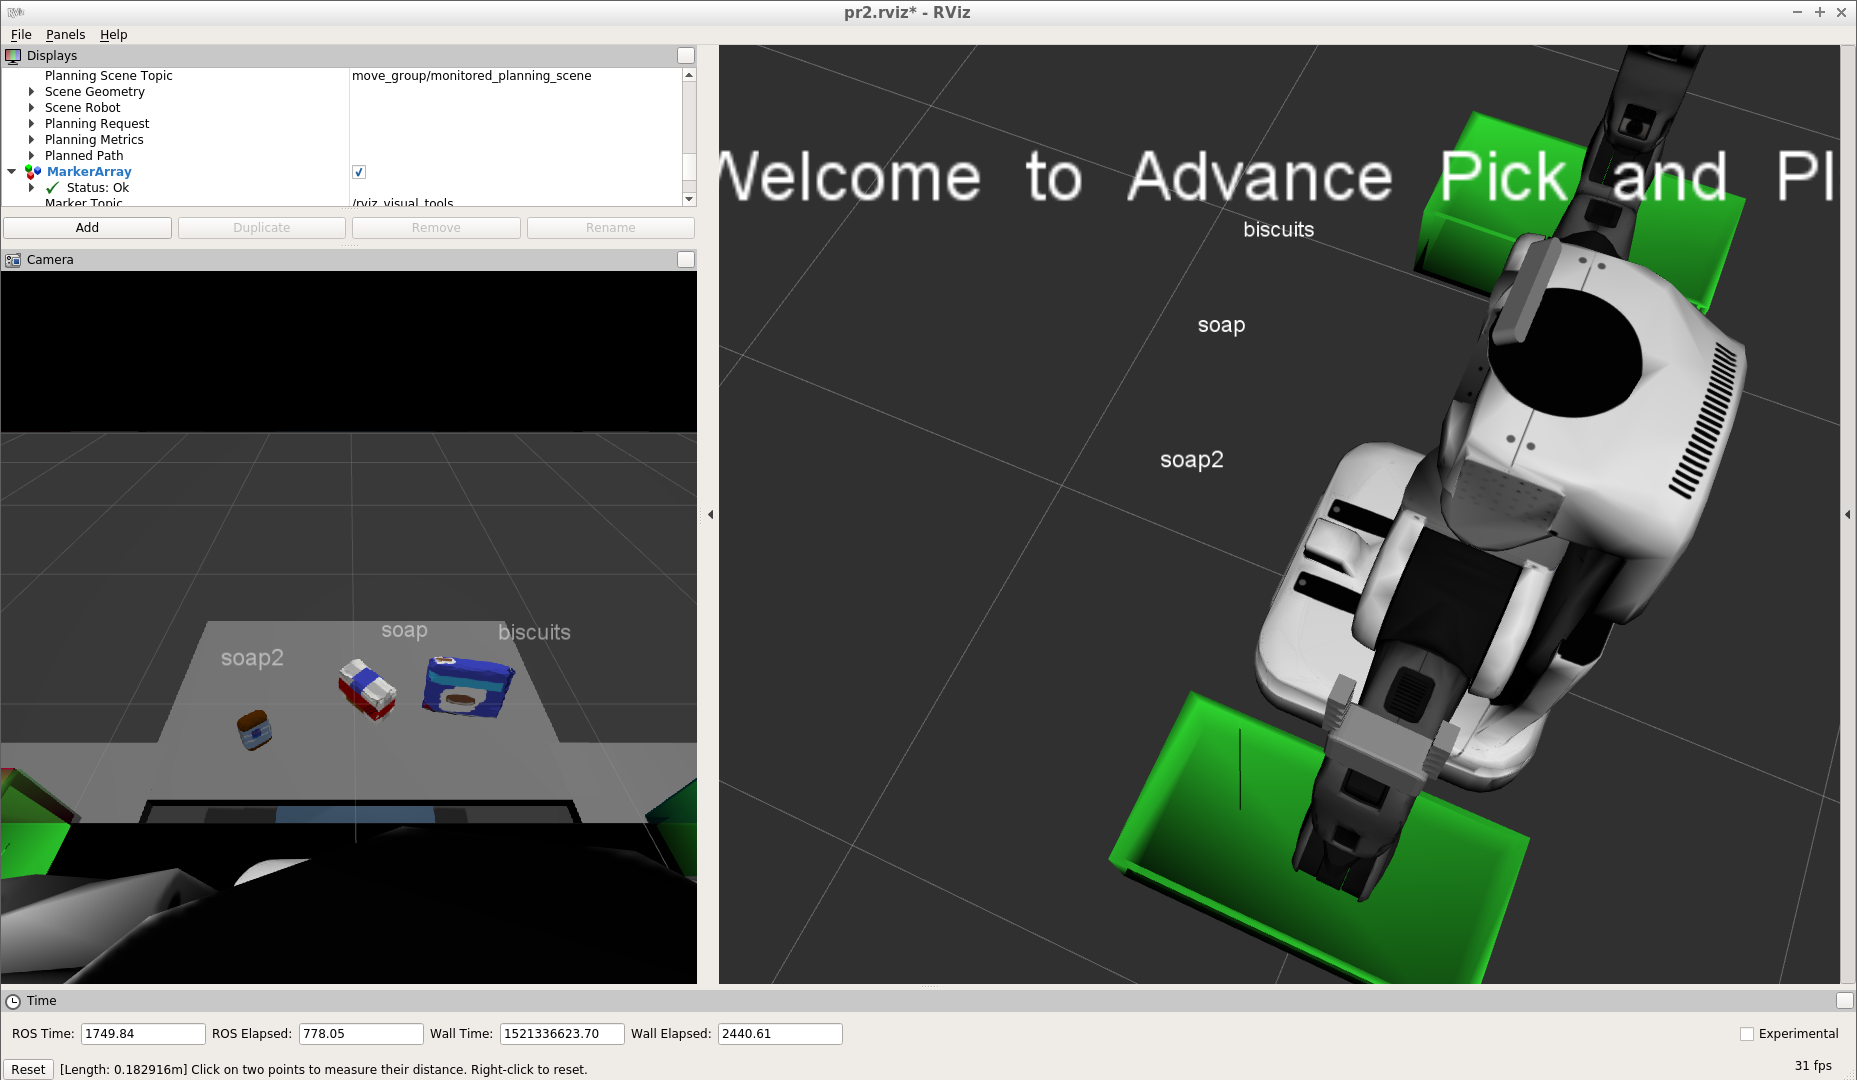 pr2.rviz* - RViz
File Panels Help
Displays
Planning Scene Topic move_group/monitored_planning_scene
Scene Geometry
Scene Robot
Planning Request
Planning Metrics
Planned Path
MarkerArray
Status: Ok
Marker Topic /rviz_visual_tools
Add Duplicate Remove Rename
Camera
soap biscuits
soap2
Welcome to Advance Pick and Pl
biscuits
soap
soap2
Time
ROS Time: 1749.84 ROS Elapsed: 778.05 Wall Time: 1521336623.70 Wall Elapsed: 2440.61 Experimental
Reset [Length: 0.182916m] Click on two points to measure their distance. Right-click to reset. 31 fps